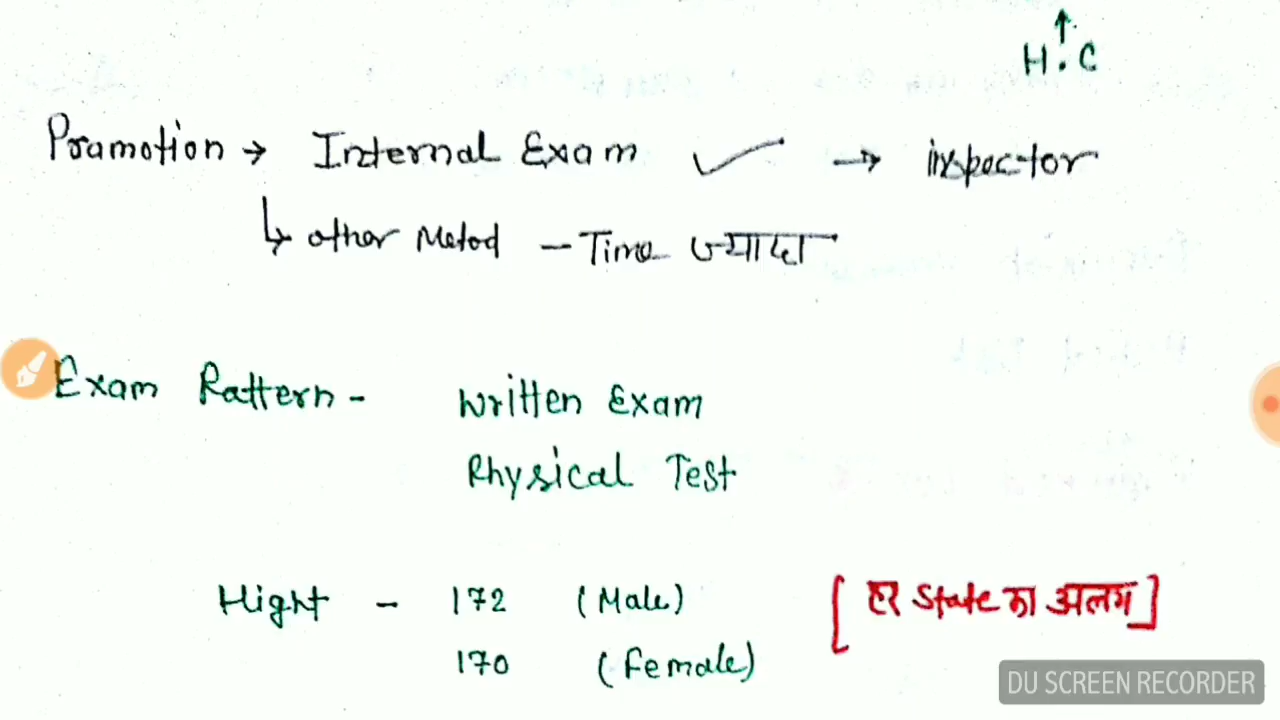 H.C
Pramotion → Internal Exam ✓ → inspector
↳ other Metod - Time ज्यादा
Exam Pattern - Written Exam
Physical Test
Hight - 172 (Male) [हर State का अलग]
170 (Female)
DU SCREEN RECORDER